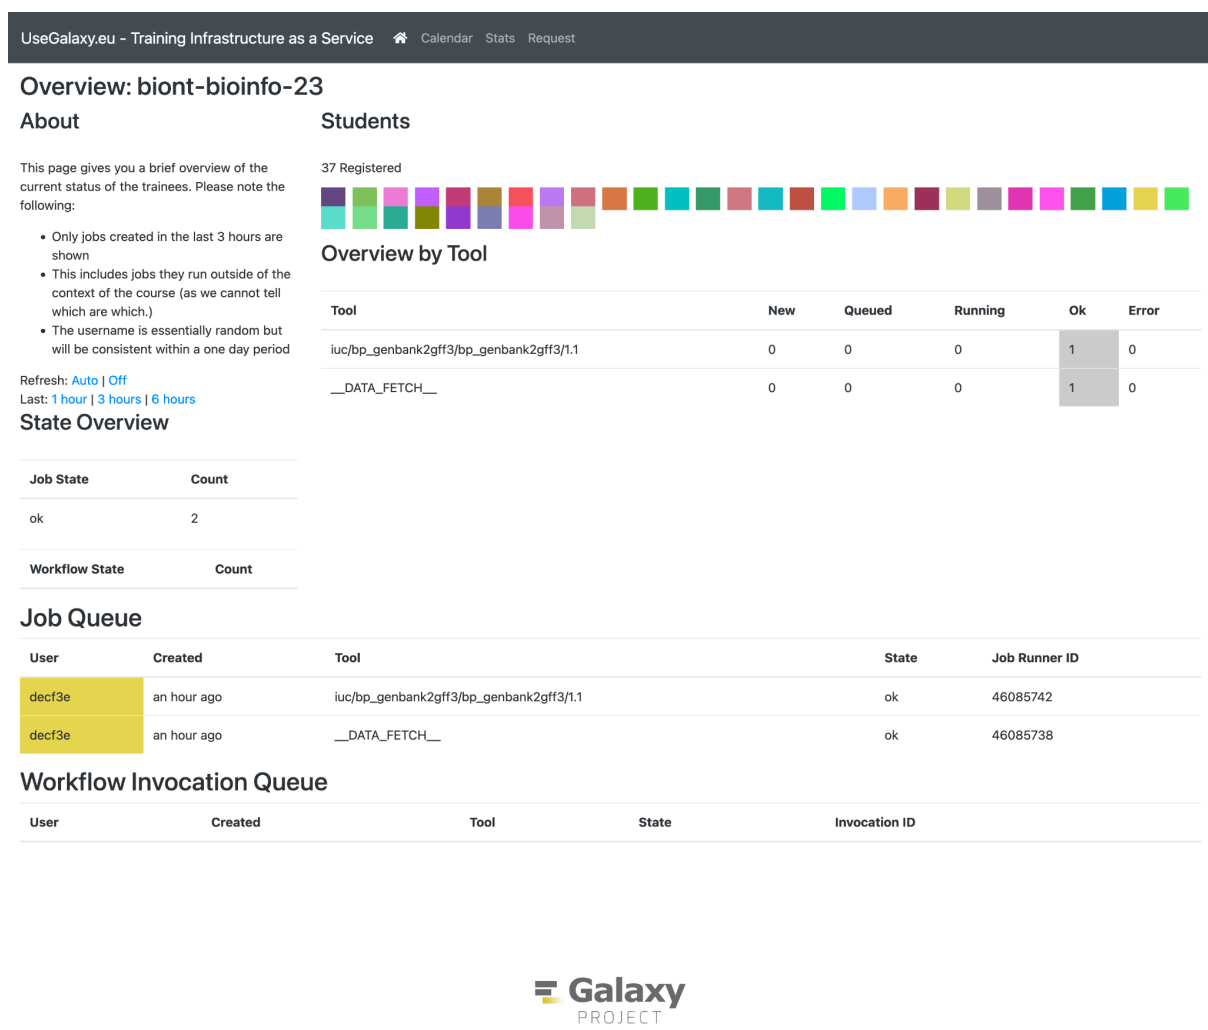 UseGalaxy.eu - Training Infrastructure as a Service Calendar Stats Request
Overview: biont-bioinfo-23
About
This page gives you a brief overview of the
current status of the trainees. Please note the
following:
• Only jobs created in the last 3 hours are
shown
• This includes jobs they run outside of the
context of the course (as we cannot tell
which are which.)
• The username is essentially random but
will be consistent within a one day period
Refresh: Auto | Off
Last: 1 hour | 3 hours | 6 hours
State Overview
Job State Count
ok 2
Workflow State Count
Students
37 Registered
Overview by Tool
Tool New Queued Running Ok Error
iuc/bp_genbank2gff3/bp_genbank2gff3/1.1 0 0 0 1 0
__DATA_FETCH__ 0 0 0 1 0
Job Queue
User Created Tool State Job Runner ID
decf3e an hour ago iuc/bp_genbank2gff3/bp_genbank2gff3/1.1 ok 46085742
decf3e an hour ago __DATA_FETCH__ ok 46085738
Workflow Invocation Queue
User Created Tool State Invocation ID
Galaxy
PROJECT